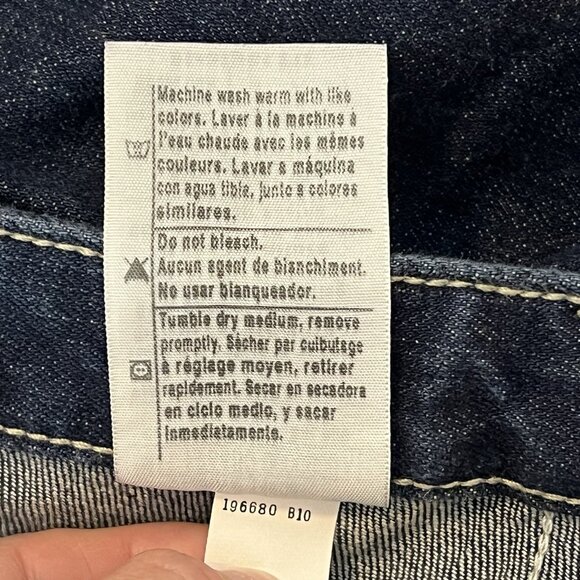 Machine wash warm with like
colors. Laver à la machine à
l'eau chaude avec les mêmes
couleurs. Lavar a máquina
con agua tibia, junto a colores
similares.
Do not bleach.
Aucun agent de blanchiment.
No usar blanqueador.
Tumble dry medium, remove
promptly. Sécher par culbutage
à réglage moyen, retirer
rapidement. Secar en secadora
en ciclo medio, y sacar
inmediatamente.
196680 B10